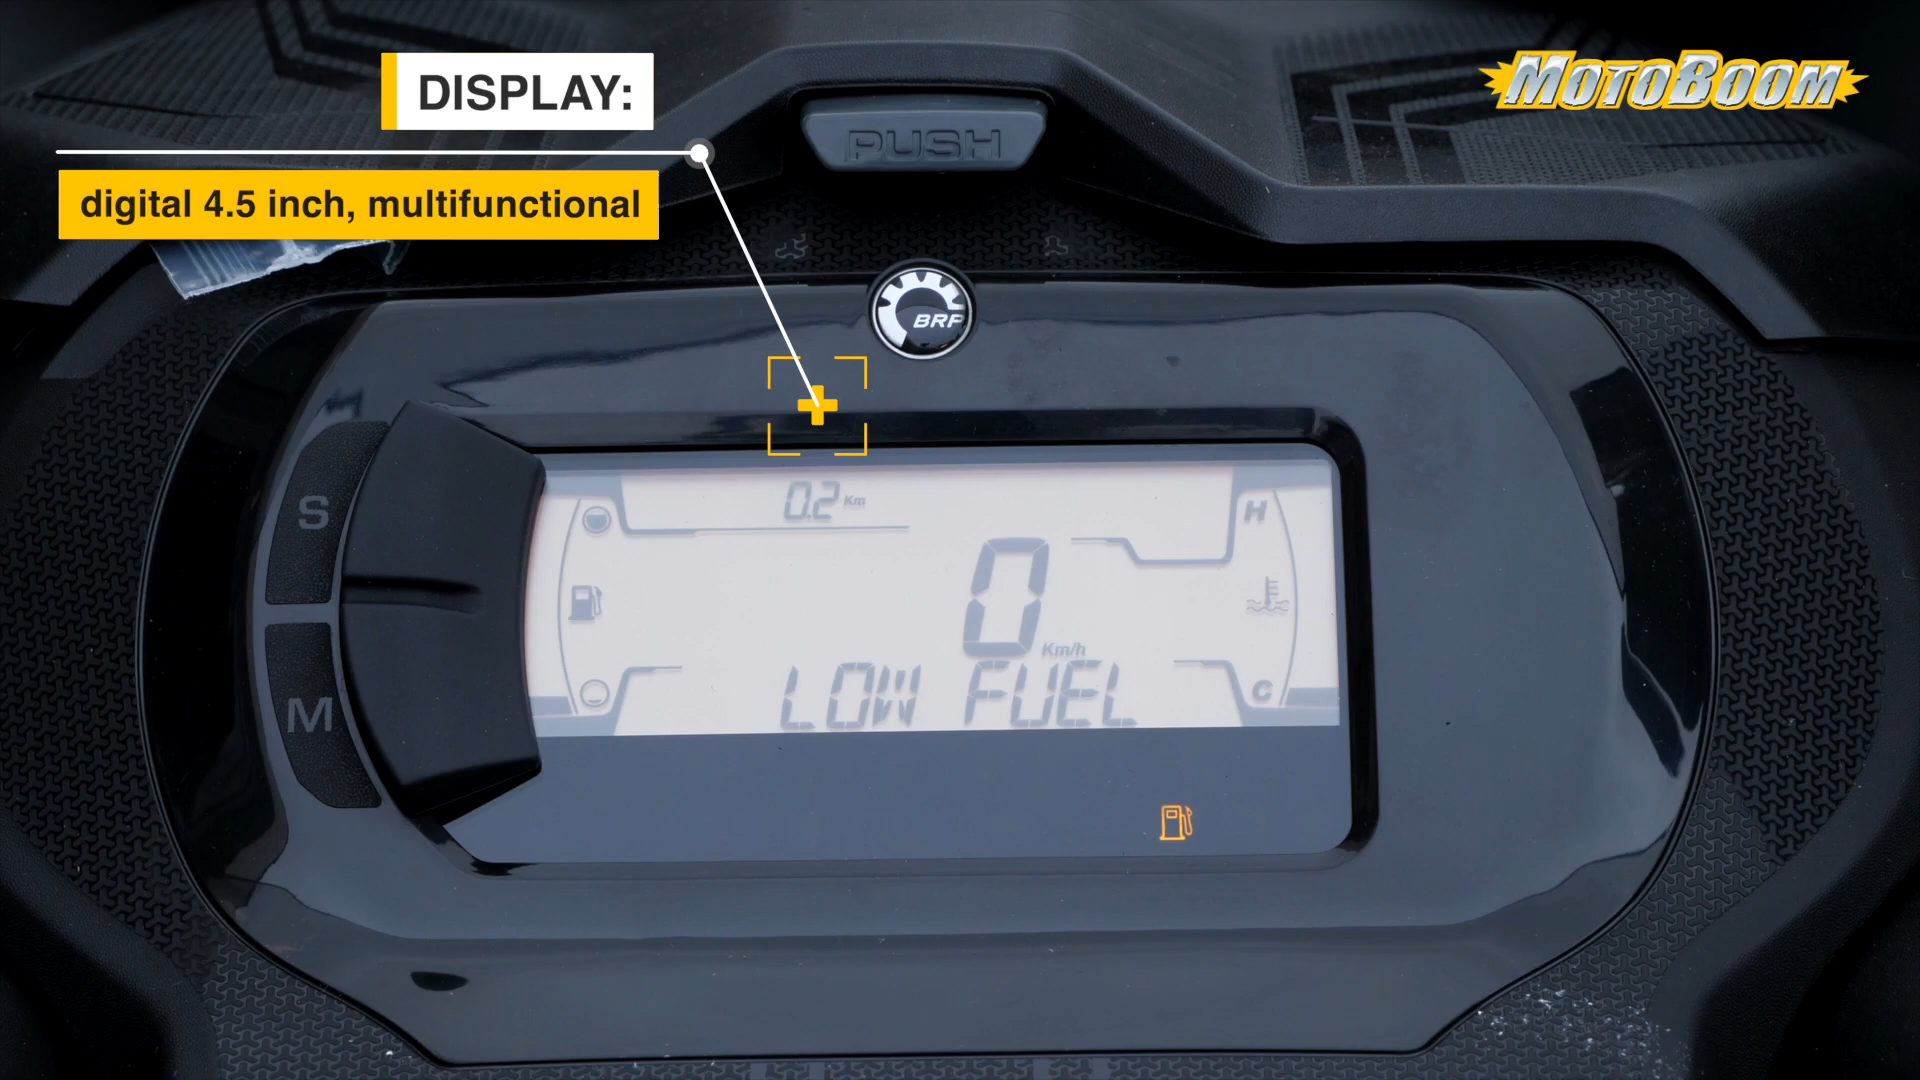 DISPLAY:
MOTOBOOM
PUSH
digital 4.5 inch, multifunctional
BRP
0.2 Km
H
S
0
Km/h
M
LOW FUEL
C